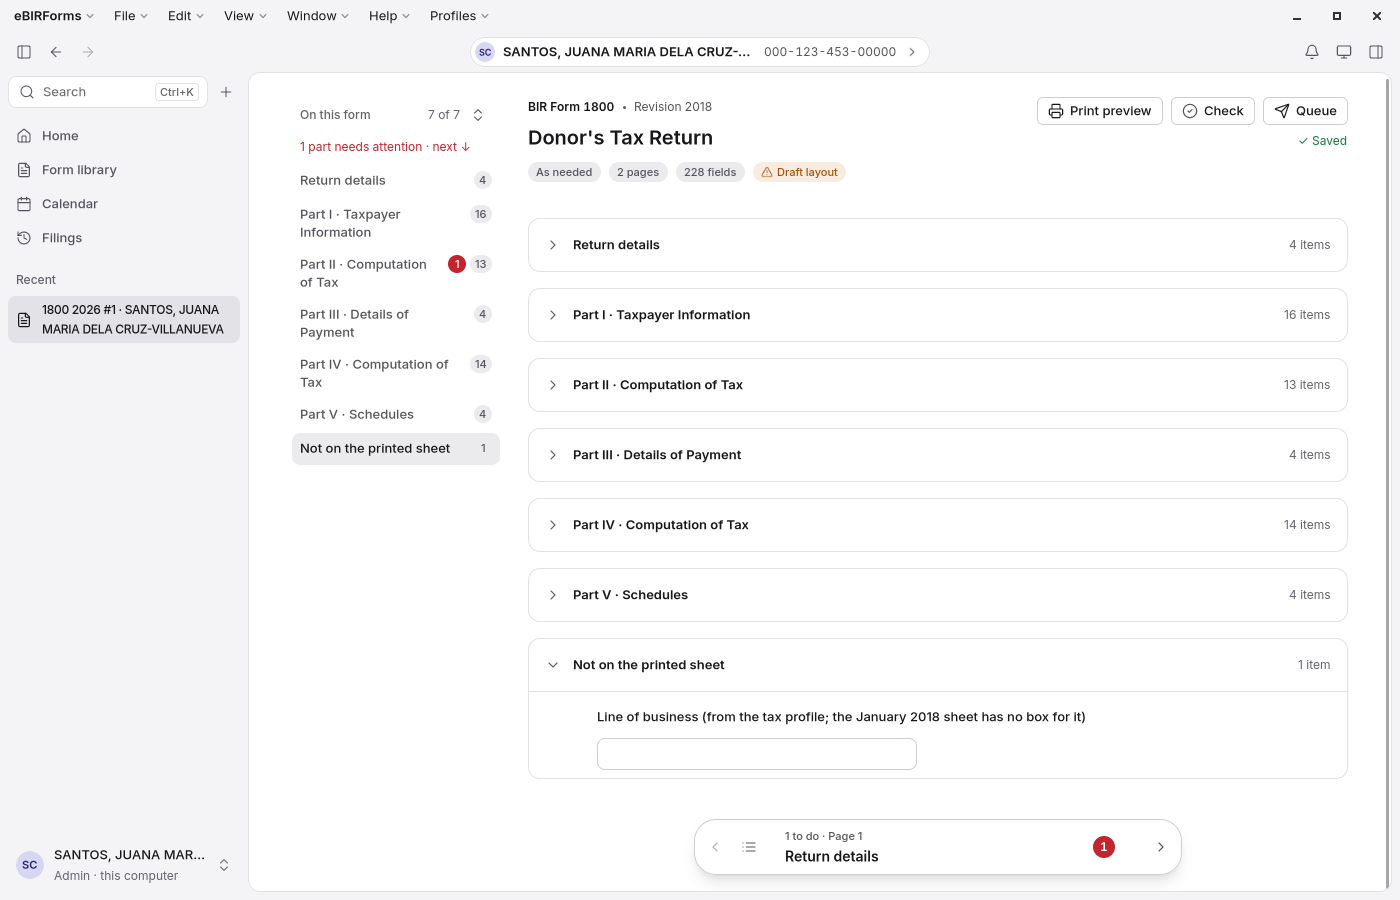 eBIRForms File Edit View Window Help Profiles
SC SANTOS, JUANA MARIA DELA CRUZ-... 000-123-453-00000
Search Ctrl+K
Home
Form library
Calendar
Filings
Recent
1800 2026 #1 · SANTOS, JUANA
MARIA DELA CRUZ-VILLANUEVA
SC SANTOS, JUANA MAR...
Admin · this computer
On this form 7 of 7
1 part needs attention · next ↓
Return details 4
Part I · Taxpayer 16
Information
Part II · Computation 1 13
of Tax
Part III · Details of 4
Payment
Part IV · Computation of 14
Tax
Part V · Schedules 4
Not on the printed sheet 1
BIR Form 1800 • Revision 2018
Donor's Tax Return
As needed 2 pages 228 fields Draft layout
Print preview Check Queue
✓ Saved
Return details 4 items
Part I · Taxpayer Information 16 items
Part II · Computation of Tax 13 items
Part III · Details of Payment 4 items
Part IV · Computation of Tax 14 items
Part V · Schedules 4 items
Not on the printed sheet 1 item
Line of business (from the tax profile; the January 2018 sheet has no box for it)
1 to do · Page 1
Return details 1